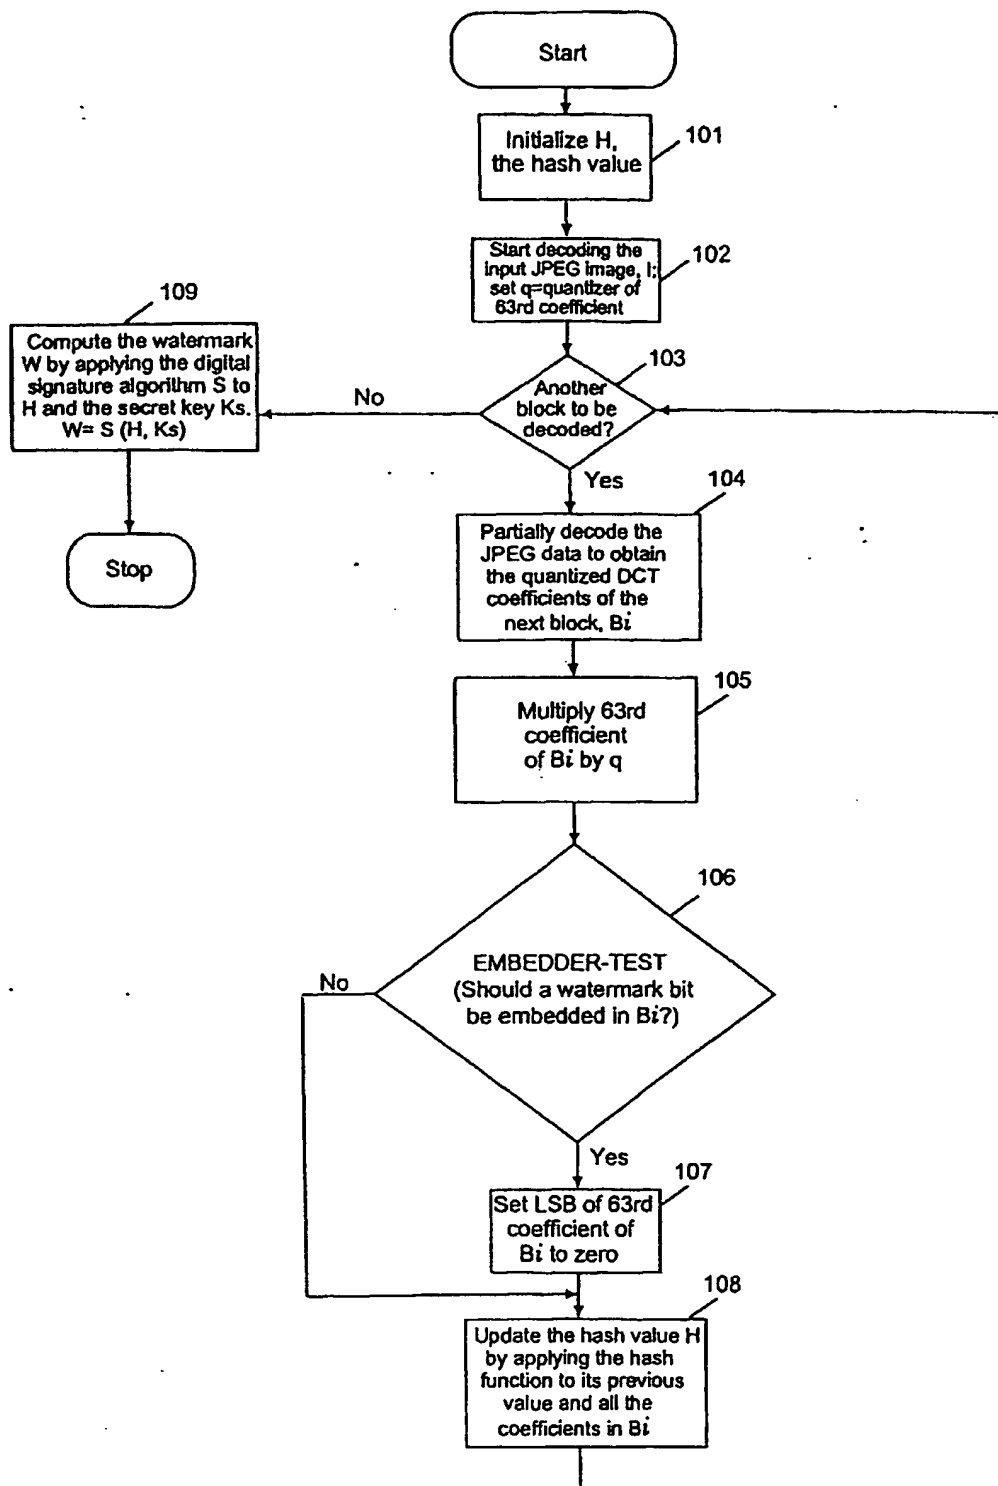 Start
Initialize H,
the hash value
101
Start decoding the
input JPEG image, I;
set q=quantizer of
63rd coefficient
102
103
Another
block to be
decoded?
No
109
Compute the watermark
W by applying the digital
signature algorithm S to
H and the secret key Ks.
W= S (H, Ks)
Stop
Yes
104
Partially decode the
JPEG data to obtain
the quantized DCT
coefficients of the
next block, Bi
105
Multiply 63rd
coefficient
of Bi by q
106
EMBEDDER-TEST
(Should a watermark bit
be embedded in Bi?)
No
Yes
107
Set LSB of 63rd
coefficient of
Bi to zero
108
Update the hash value H
by applying the hash
function to its previous
value and all the
coefficients in Bi